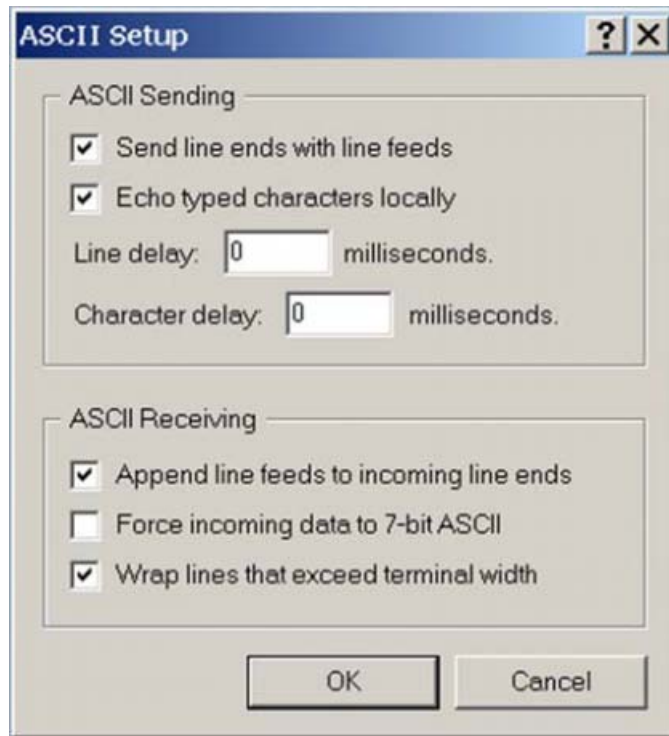 ASCII Setup
ASCII Sending
Send line ends with line feeds
Echo typed characters locally
Line delay: 0 milliseconds.
Character delay: 0 milliseconds.
ASCII Receiving
Append line feeds to incoming line ends
Force incoming data to 7-bit ASCII
Wrap lines that exceed terminal width
OK Cancel